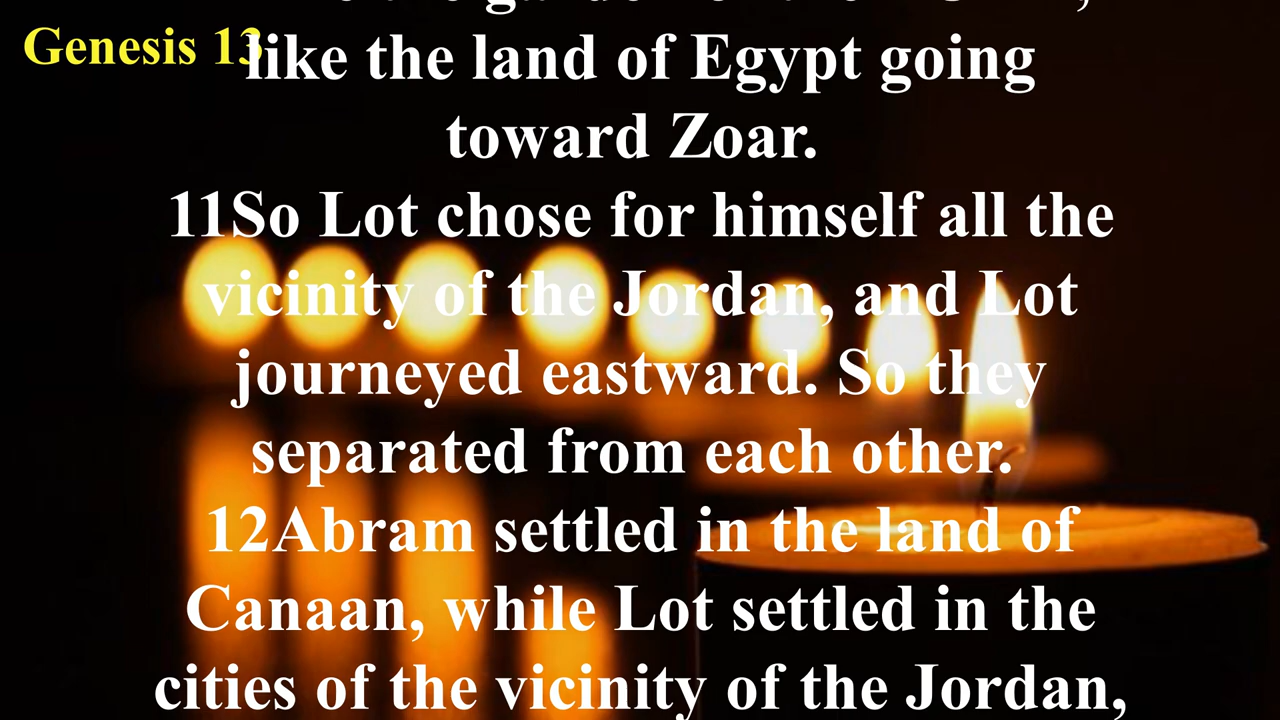 Genesis 13
like the land of Egypt going
toward Zoar.
11So Lot chose for himself all the
vicinity of the Jordan, and Lot
journeyed eastward. So they
separated from each other.
12Abram settled in the land of
Canaan, while Lot settled in the
cities of the vicinity of the Jordan,